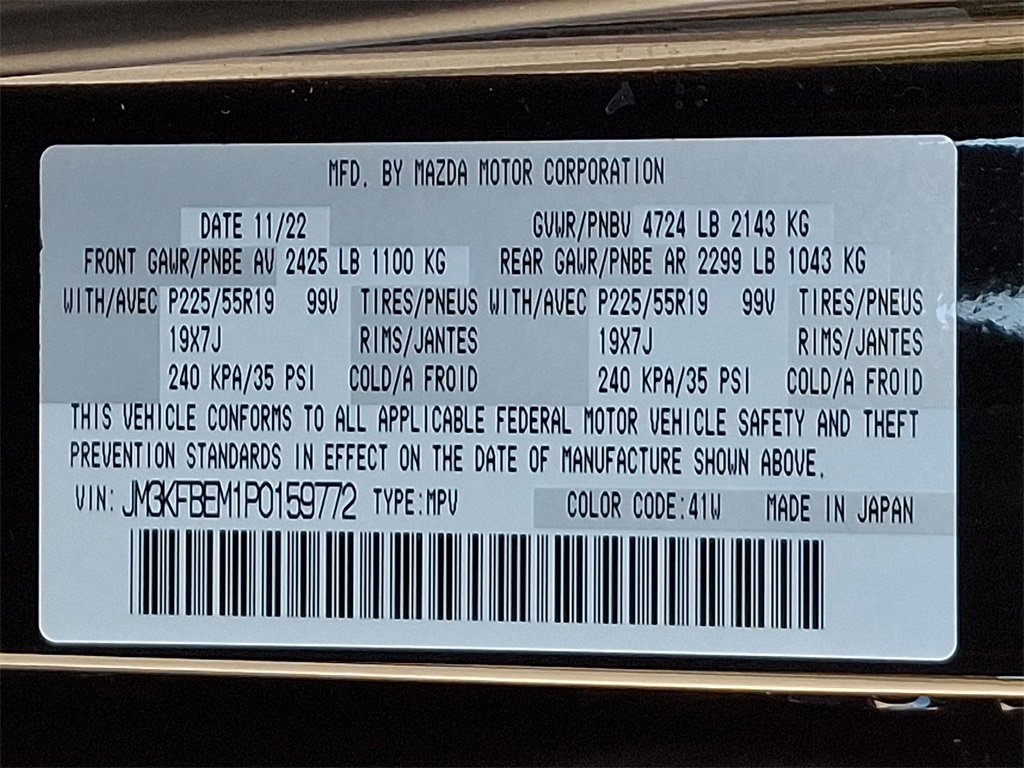 MFD. BY MAZDA MOTOR CORPORATION
DATE 11/22 GVWR/PNBV 4724 LB 2143 KG
FRONT GAWR/PNBE AV 2425 LB 1100 KG REAR GAWR/PNBE AR 2299 LB 1043 KG
WITH/AVEC P225/55R19 99V TIRES/PNEUS WITH/AVEC P225/55R19 99V TIRES/PNEUS
19X7J RIMS/JANTES 19X7J RIMS/JANTES
240 KPA/35 PSI COLD/A FROID 240 KPA/35 PSI COLD/A FROID
THIS VEHICLE CONFORMS TO ALL APPLICABLE FEDERAL MOTOR VEHICLE SAFETY AND THEFT
PREVENTION STANDARDS IN EFFECT ON THE DATE OF MANUFACTURE SHOWN ABOVE.
VIN: JM3KFBEM1P0159772 TYPE:MPV COLOR CODE:41W MADE IN JAPAN